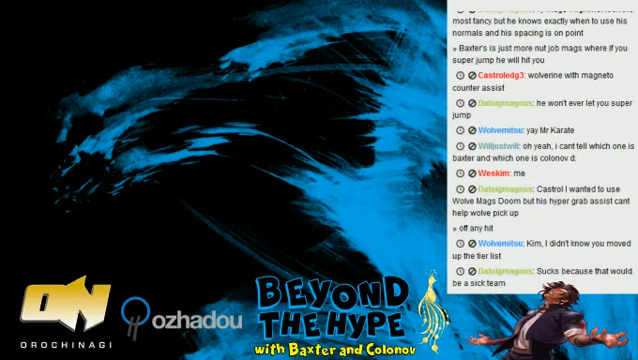 most fancy but he knows exactly when to use his
normals and his spacing is on point
» Baxter's is just more nut job mags where if you
super jump he will hit you
Castroledg3: wolverine with magneto
counter assist
Gatsigmagnus: he won't ever let you super
jump
Wolvemitsu: yay Mr Karate
Willjustwill: oh yeah, i cant tell which one is
baxter and which one is colonov d:
Weskim: me
Gatsigmagnus: Castrol I wanted to use
Wolve Mags Doom but his hyper grab assist cant
help wolve pick up
» off any hit
Wolvemitsu: Kim, I didn't know you moved
up the tier list
Gatsigmagnus: Sucks because that would
be a sick team
ON
OROCHINAGI
ozhadou
BEYOND
THE HYPE
with Baxter and Colonov